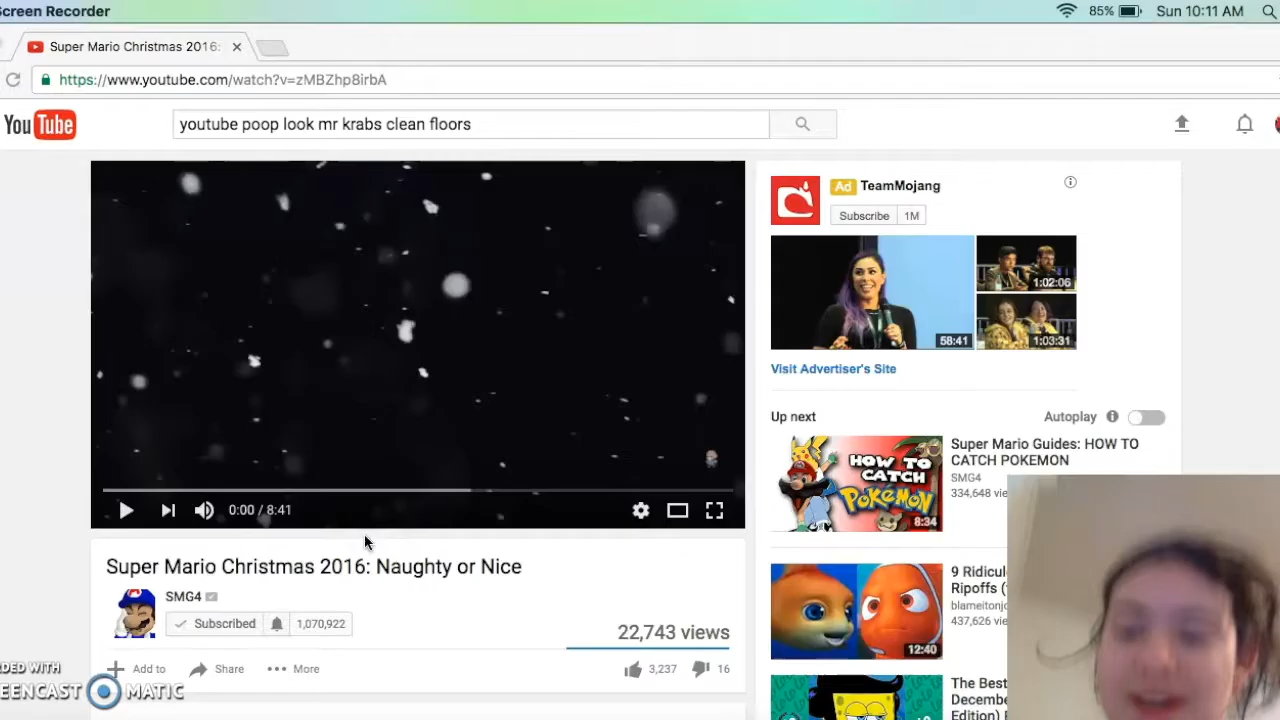 Screen Recorder
85%
Sun 10:11 AM
Super Mario Christmas 2016:
https://www.youtube.com/watch?v=zMBZhp8irbA
YouTube
youtube poop look mr krabs clean floors
Ad TeamMojang
Subscribe 1M
58:41
1:02:06
1:03:31
Visit Advertiser's Site
Up next
Autoplay
Super Mario Guides: HOW TO
CATCH POKEMON
SMG4
334,648 vie
HOW TO
CATCH
Pokémon
8:34
0:00 / 8:41
Super Mario Christmas 2016: Naughty or Nice
SMG4
Subscribed
1,070,922
22,743 views
Add to
Share
More
3,237
16
9 Ridicul
Ripoffs (
blameitonjo
437,626 vie
12:40
The Best
Decembe
Edition) F
RDED WITH
EENCAST MATIC